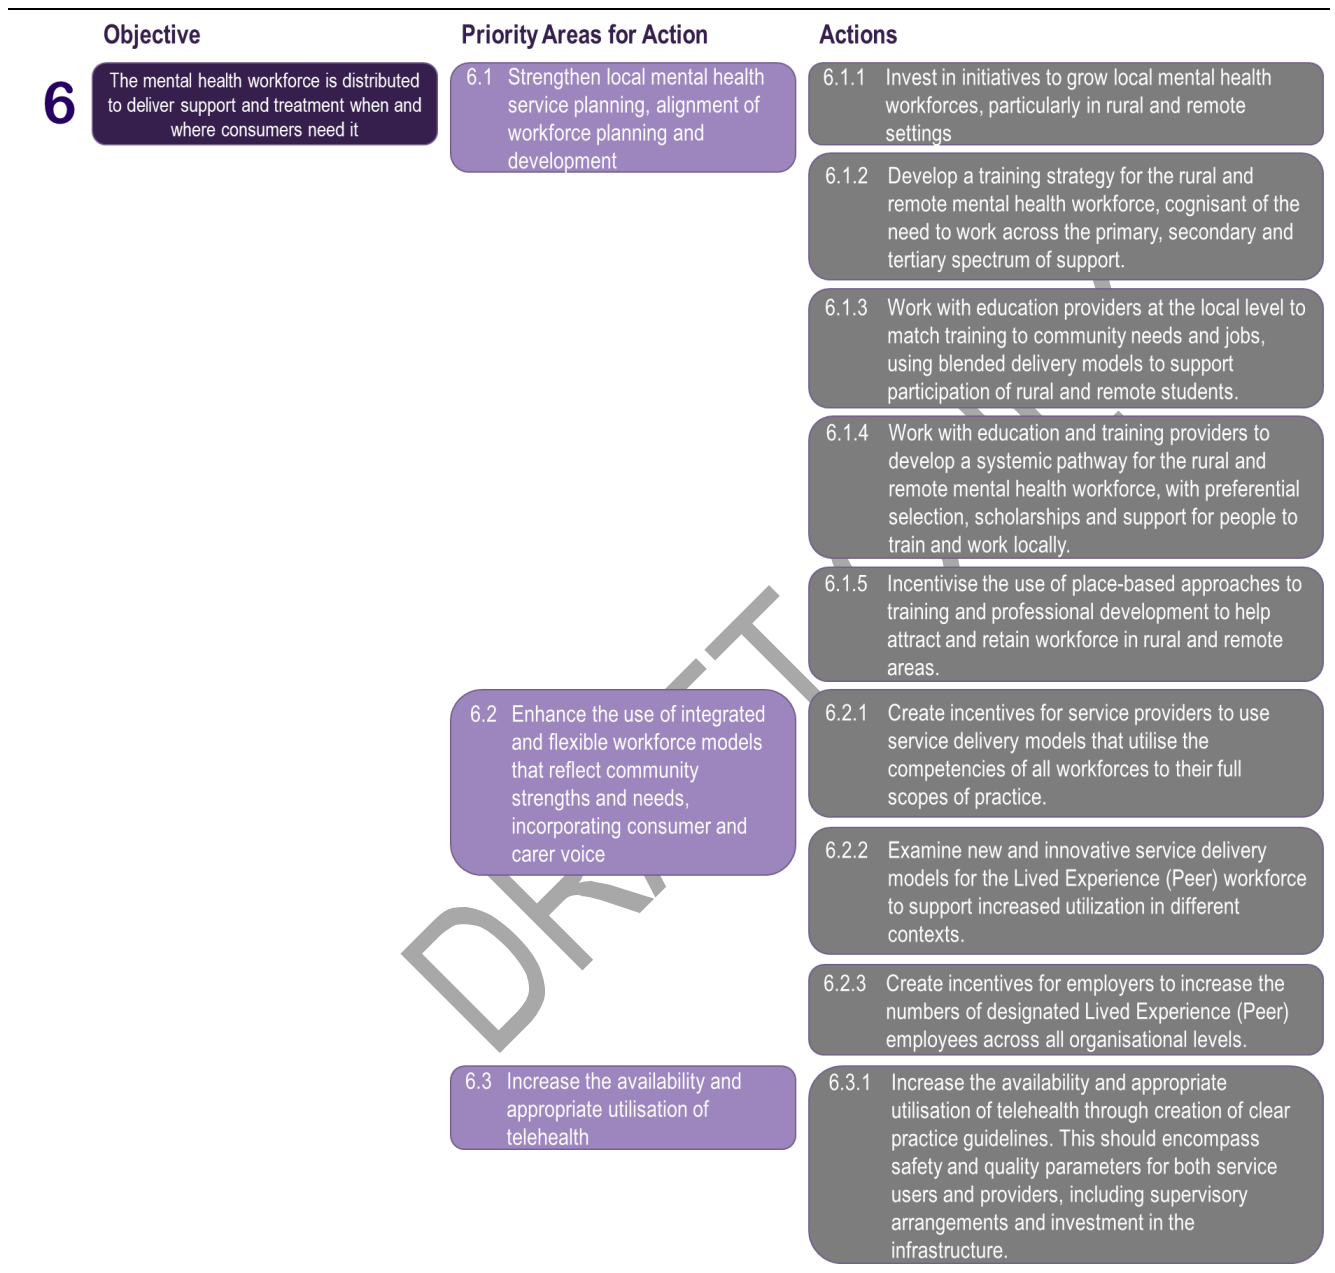 Objective
Priority Areas for Action
Actions
6
The mental health workforce is distributed
to deliver support and treatment when and
where consumers need it
6.1 Strengthen local mental health
service planning, alignment of
workforce planning and
development
6.1.1 Invest in initiatives to grow local mental health
workforces, particularly in rural and remote
settings
6.1.2 Develop a training strategy for the rural and
remote mental health workforce, cognisant of the
need to work across the primary, secondary and
tertiary spectrum of support.
6.1.3 Work with education providers at the local level to
match training to community needs and jobs,
using blended delivery models to support
participation of rural and remote students.
6.1.4 Work with education and training providers to
develop a systemic pathway for the rural and
remote mental health workforce, with preferential
selection, scholarships and support for people to
train and work locally.
6.1.5 Incentivise the use of place-based approaches to
training and professional development to help
attract and retain workforce in rural and remote
areas.
6.2 Enhance the use of integrated
and flexible workforce models
that reflect community
strengths and needs,
incorporating consumer and
carer voice
6.2.1 Create incentives for service providers to use
service delivery models that utilise the
competencies of all workforces to their full
scopes of practice.
6.2.2 Examine new and innovative service delivery
models for the Lived Experience (Peer) workforce
to support increased utilization in different
contexts.
6.2.3 Create incentives for employers to increase the
numbers of designated Lived Experience (Peer)
employees across all organisational levels.
6.3 Increase the availability and
appropriate utilisation of
telehealth
6.3.1 Increase the availability and appropriate
utilisation of telehealth through creation of clear
practice guidelines. This should encompass
safety and quality parameters for both service
users and providers, including supervisory
arrangements and investment in the
infrastructure.
DRAFT